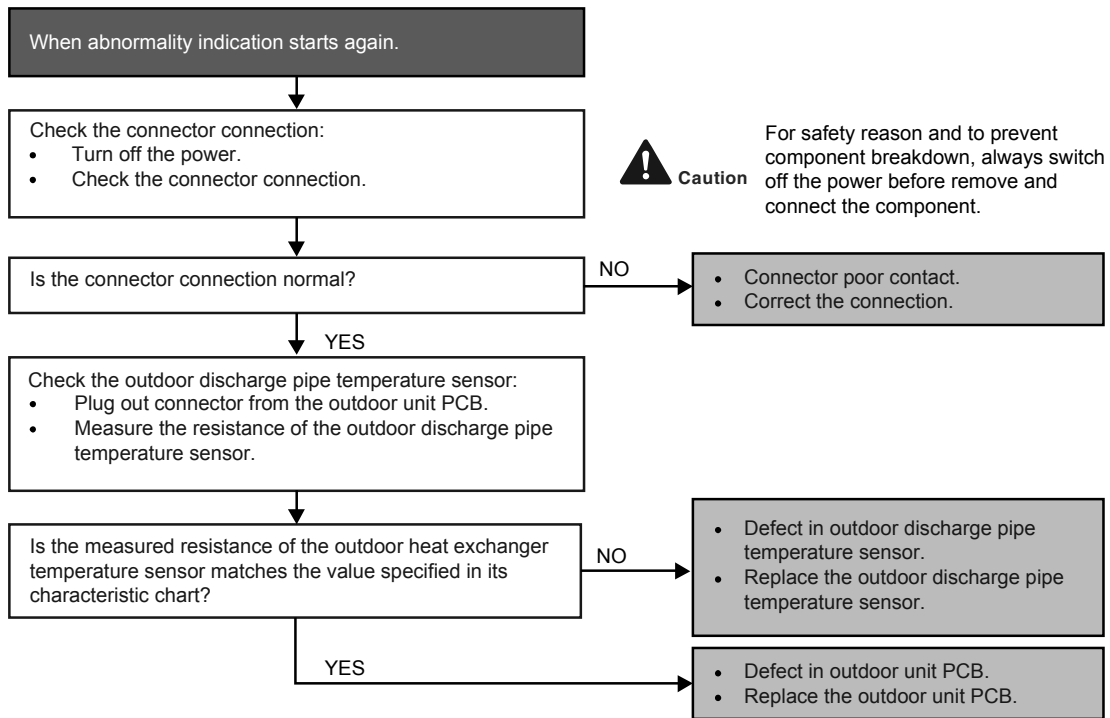 When abnormality indication starts again.
Check the connector connection:
• Turn off the power.
• Check the connector connection.
Caution
For safety reason and to prevent
component breakdown, always switch
off the power before remove and
connect the component.
Is the connector connection normal?
NO
• Connector poor contact.
• Correct the connection.
YES
Check the outdoor discharge pipe temperature sensor:
• Plug out connector from the outdoor unit PCB.
• Measure the resistance of the outdoor discharge pipe
temperature sensor.
Is the measured resistance of the outdoor heat exchanger
temperature sensor matches the value specified in its
characteristic chart?
NO
• Defect in outdoor discharge pipe
temperature sensor.
• Replace the outdoor discharge pipe
temperature sensor.
YES
• Defect in outdoor unit PCB.
• Replace the outdoor unit PCB.